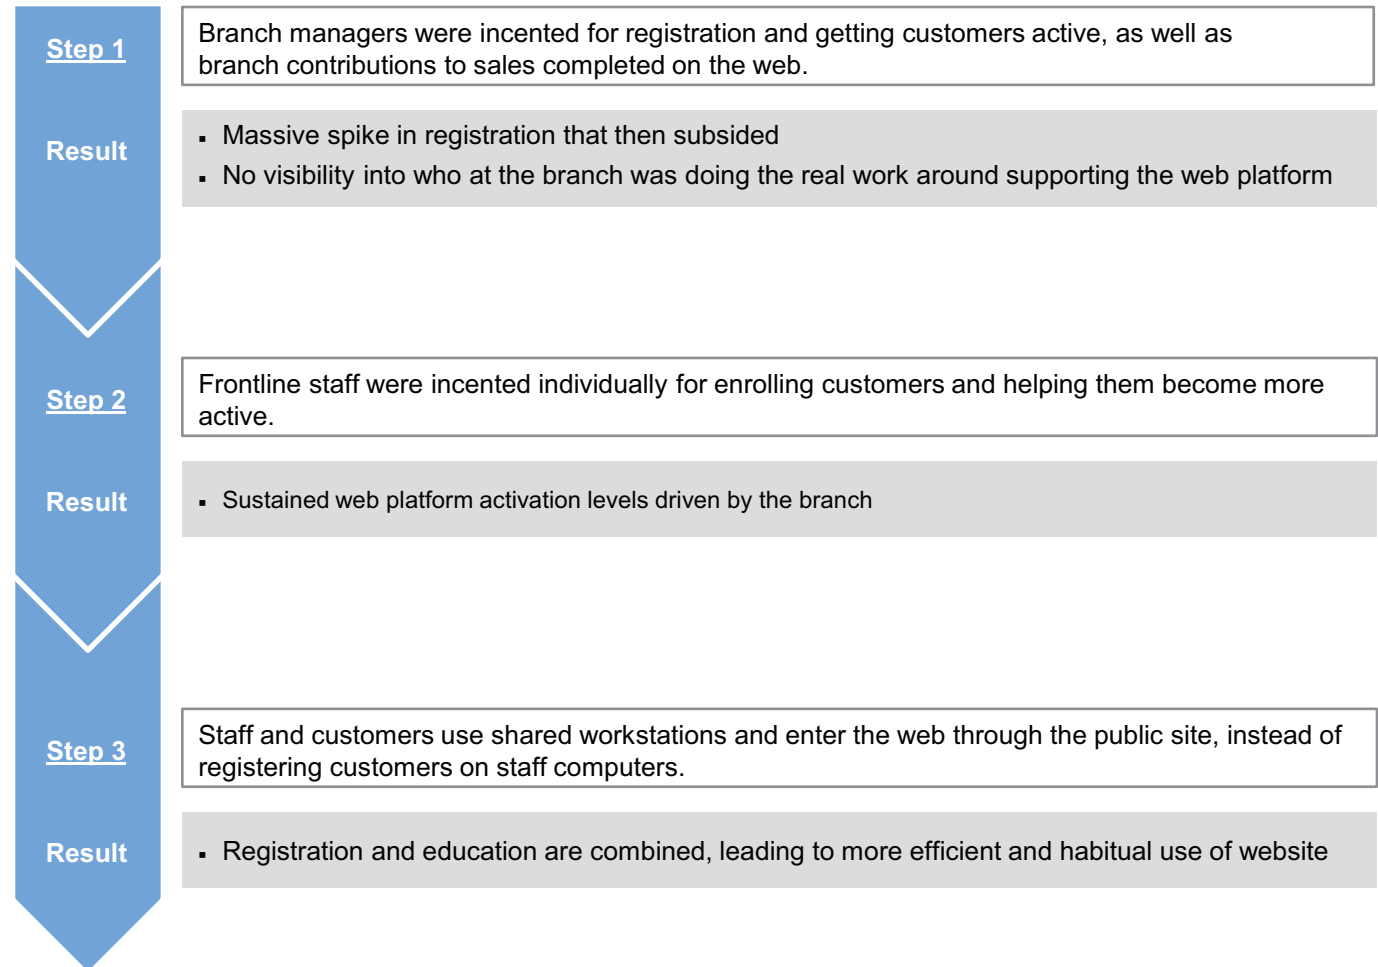 Step 1
Branch managers were incented for registration and getting customers active, as well as
branch contributions to sales completed on the web.
Result
▪ Massive spike in registration that then subsided
▪ No visibility into who at the branch was doing the real work around supporting the web platform
Step 2
Frontline staff were incented individually for enrolling customers and helping them become more
active.
Result
▪ Sustained web platform activation levels driven by the branch
Step 3
Staff and customers use shared workstations and enter the web through the public site, instead of
registering customers on staff computers.
Result
▪ Registration and education are combined, leading to more efficient and habitual use of website